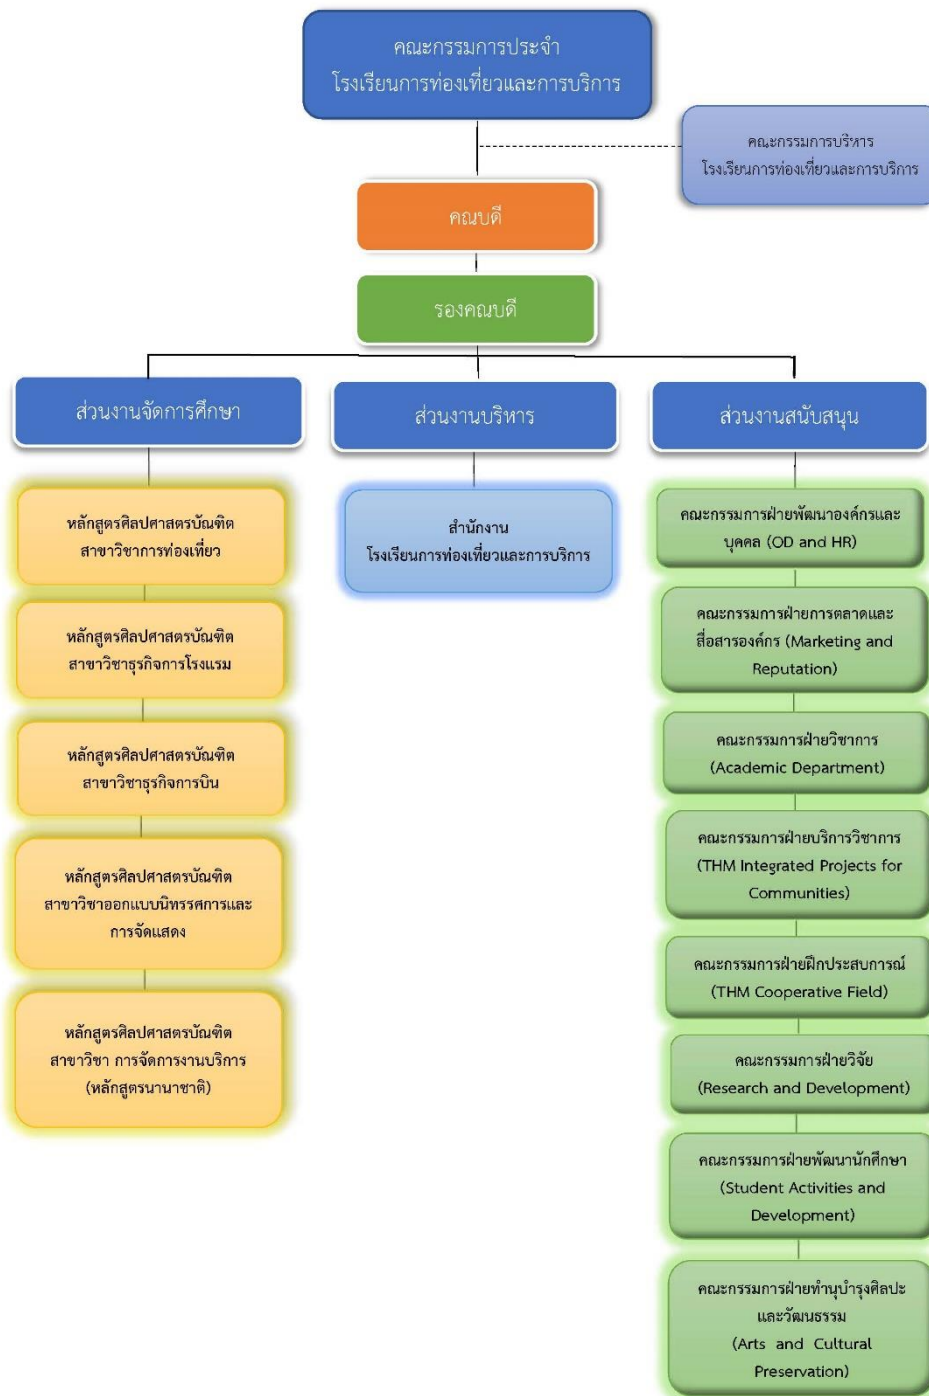 คณะกรรมการประจำ
โรงเรียนการท่องเที่ยวและการบริการ
คณะกรรมการบริหาร
โรงเรียนการท่องเที่ยวและการบริการ
คณบดี
รองคณบดี
ส่วนงานจัดการศึกษา
หลักสูตรศิลปศาสตรบัณฑิต
สาขาวิชาการท่องเที่ยว
หลักสูตรศิลปศาสตรบัณฑิต
สาขาวิชาธุรกิจการโรงแรม
หลักสูตรศิลปศาสตรบัณฑิต
สาขาวิชาธุรกิจการบิน
หลักสูตรศิลปศาสตรบัณฑิต
สาขาวิชาออกแบบนิทรรศการและ
การจัดแสดง
หลักสูตรศิลปศาสตรบัณฑิต
สาขาวิชา การจัดการงานบริการ
(หลักสูตรนานาชาติ)
ส่วนงานบริหาร
สำนักงาน
โรงเรียนการท่องเที่ยวและการบริการ
ส่วนงานสนับสนุน
คณะกรรมการฝ่ายพัฒนาองค์กรและ
บุคคล (OD and HR)
คณะกรรมการฝ่ายการตลาดและ
สื่อสารองค์กร (Marketing and
Reputation)
คณะกรรมการฝ่ายวิชาการ
(Academic Department)
คณะกรรมการฝ่ายบริการวิชาการ
(THM Integrated Projects for
Communities)
คณะกรรมการฝ่ายฝึกประสบการณ์
(THM Cooperative Field)
คณะกรรมการฝ่ายวิจัย
(Research and Development)
คณะกรรมการฝ่ายพัฒนานักศึกษา
(Student Activities and
Development)
คณะกรรมการฝ่ายทำนุบำรุงศิลปะ
และวัฒนธรรม
(Arts and Cultural
Preservation)